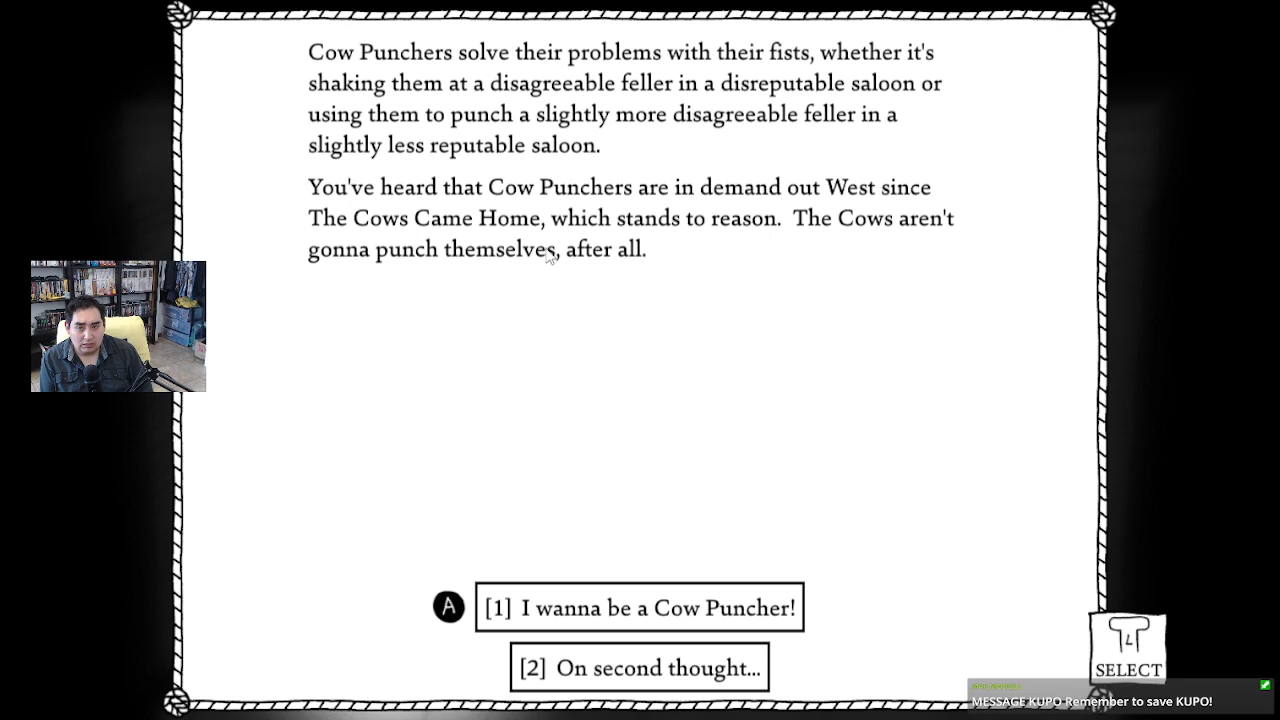 Cow Punchers solve their problems with their fists, whether it's
shaking them at a disagreeable feller in a disreputable saloon or
using them to punch a slightly more disagreeable feller in a
slightly less reputable saloon.
You've heard that Cow Punchers are in demand out West since
The Cows Came Home, which stands to reason.  The Cows aren't
gonna punch themselves, after all.
A
[1] I wanna be a Cow Puncher!
[2] On second thought...
L
SELECT
MESSAGE KUPO Remember to save KUPO!